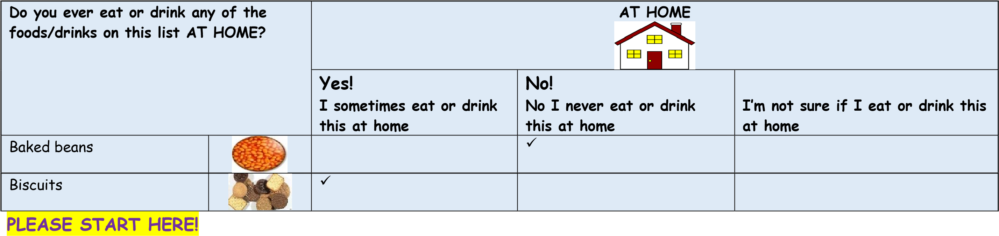 Do you ever eat or drink any of the
foods/drinks on this list AT HOME?
AT HOME
Yes!
I sometimes eat or drink
this at home
No!
No I never eat or drink
this at home
I'm not sure if I eat or drink this
at home
Baked beans
✓
Biscuits
✓
PLEASE START HERE!